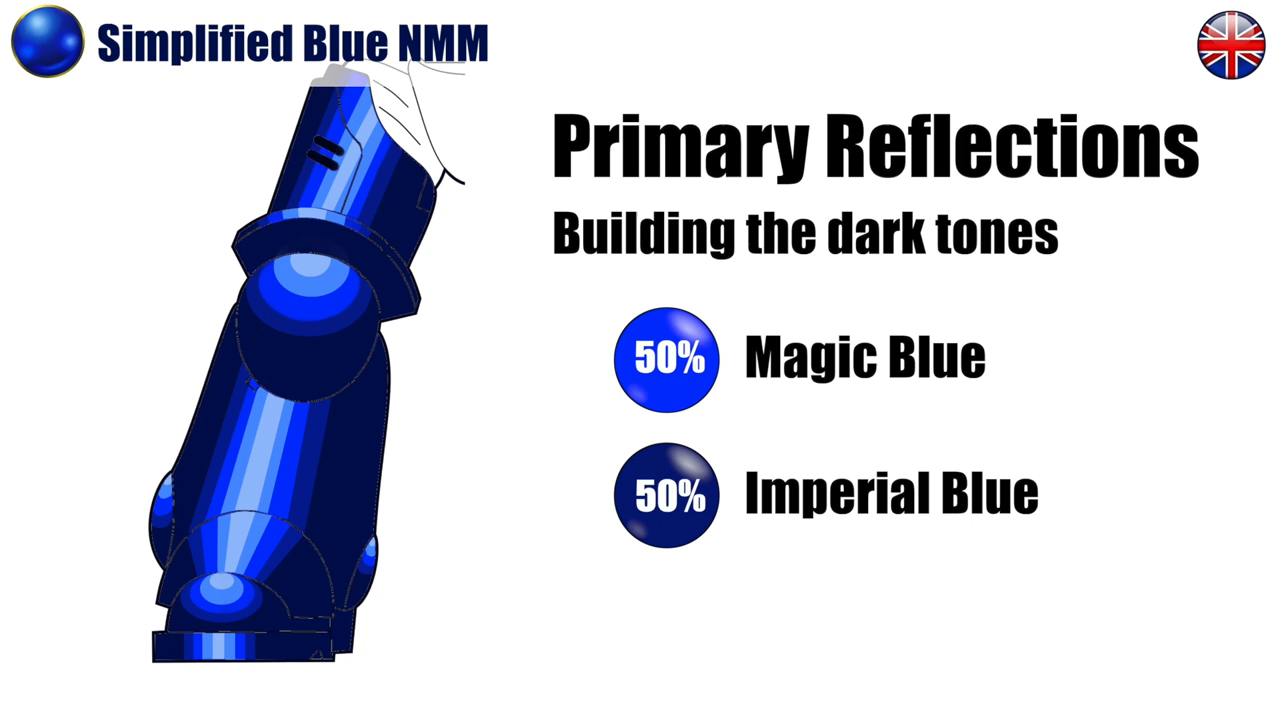 Simplified Blue NMM
Primary Reflections
Building the dark tones
50% Magic Blue
50% Imperial Blue